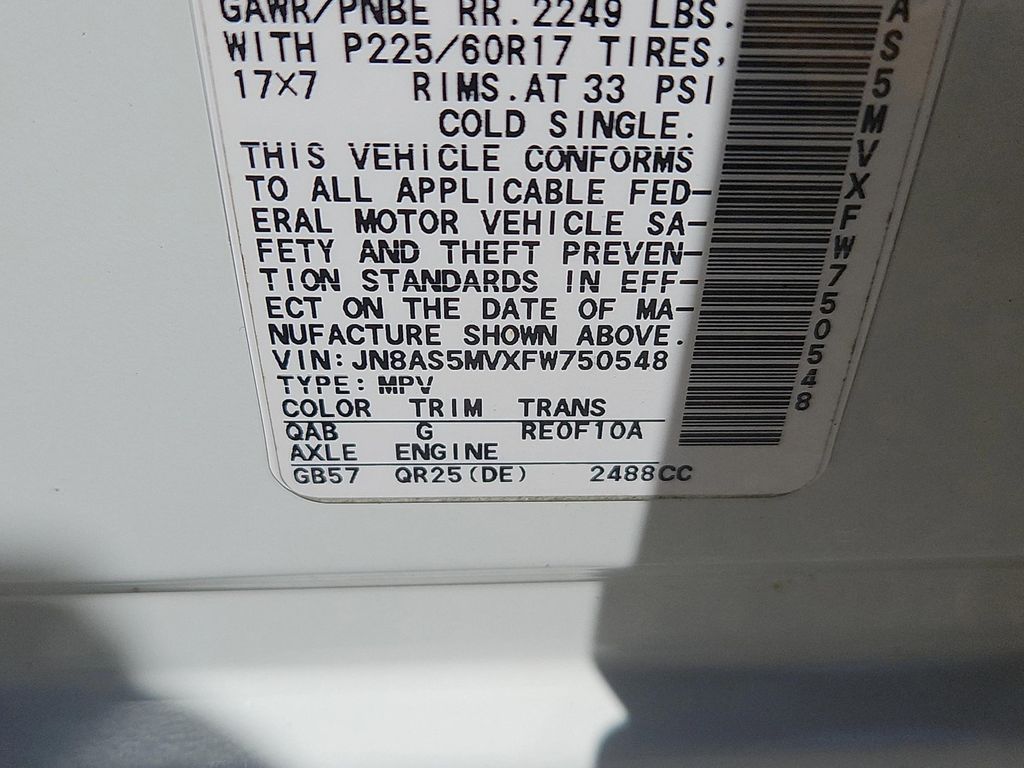 GAWR/PNBE RR. 2249 LBS.
WITH P225/60R17 TIRES,
17×7 RIMS. AT 33 PSI
COLD SINGLE.
THIS VEHICLE CONFORMS
TO ALL APPLICABLE FED-
ERAL MOTOR VEHICLE SA-
FETY AND THEFT PREVEN-
TION STANDARDS IN EFF-
ECT ON THE DATE OF MA-
NUFACTURE SHOWN ABOVE.
VIN: JN8AS5MVXFW750548
TYPE: MPV
COLOR TRIM TRANS
QAB G RE0F10A
AXLE ENGINE
GB57 QR25(DE) 2488CC
AS5MVXFW750548